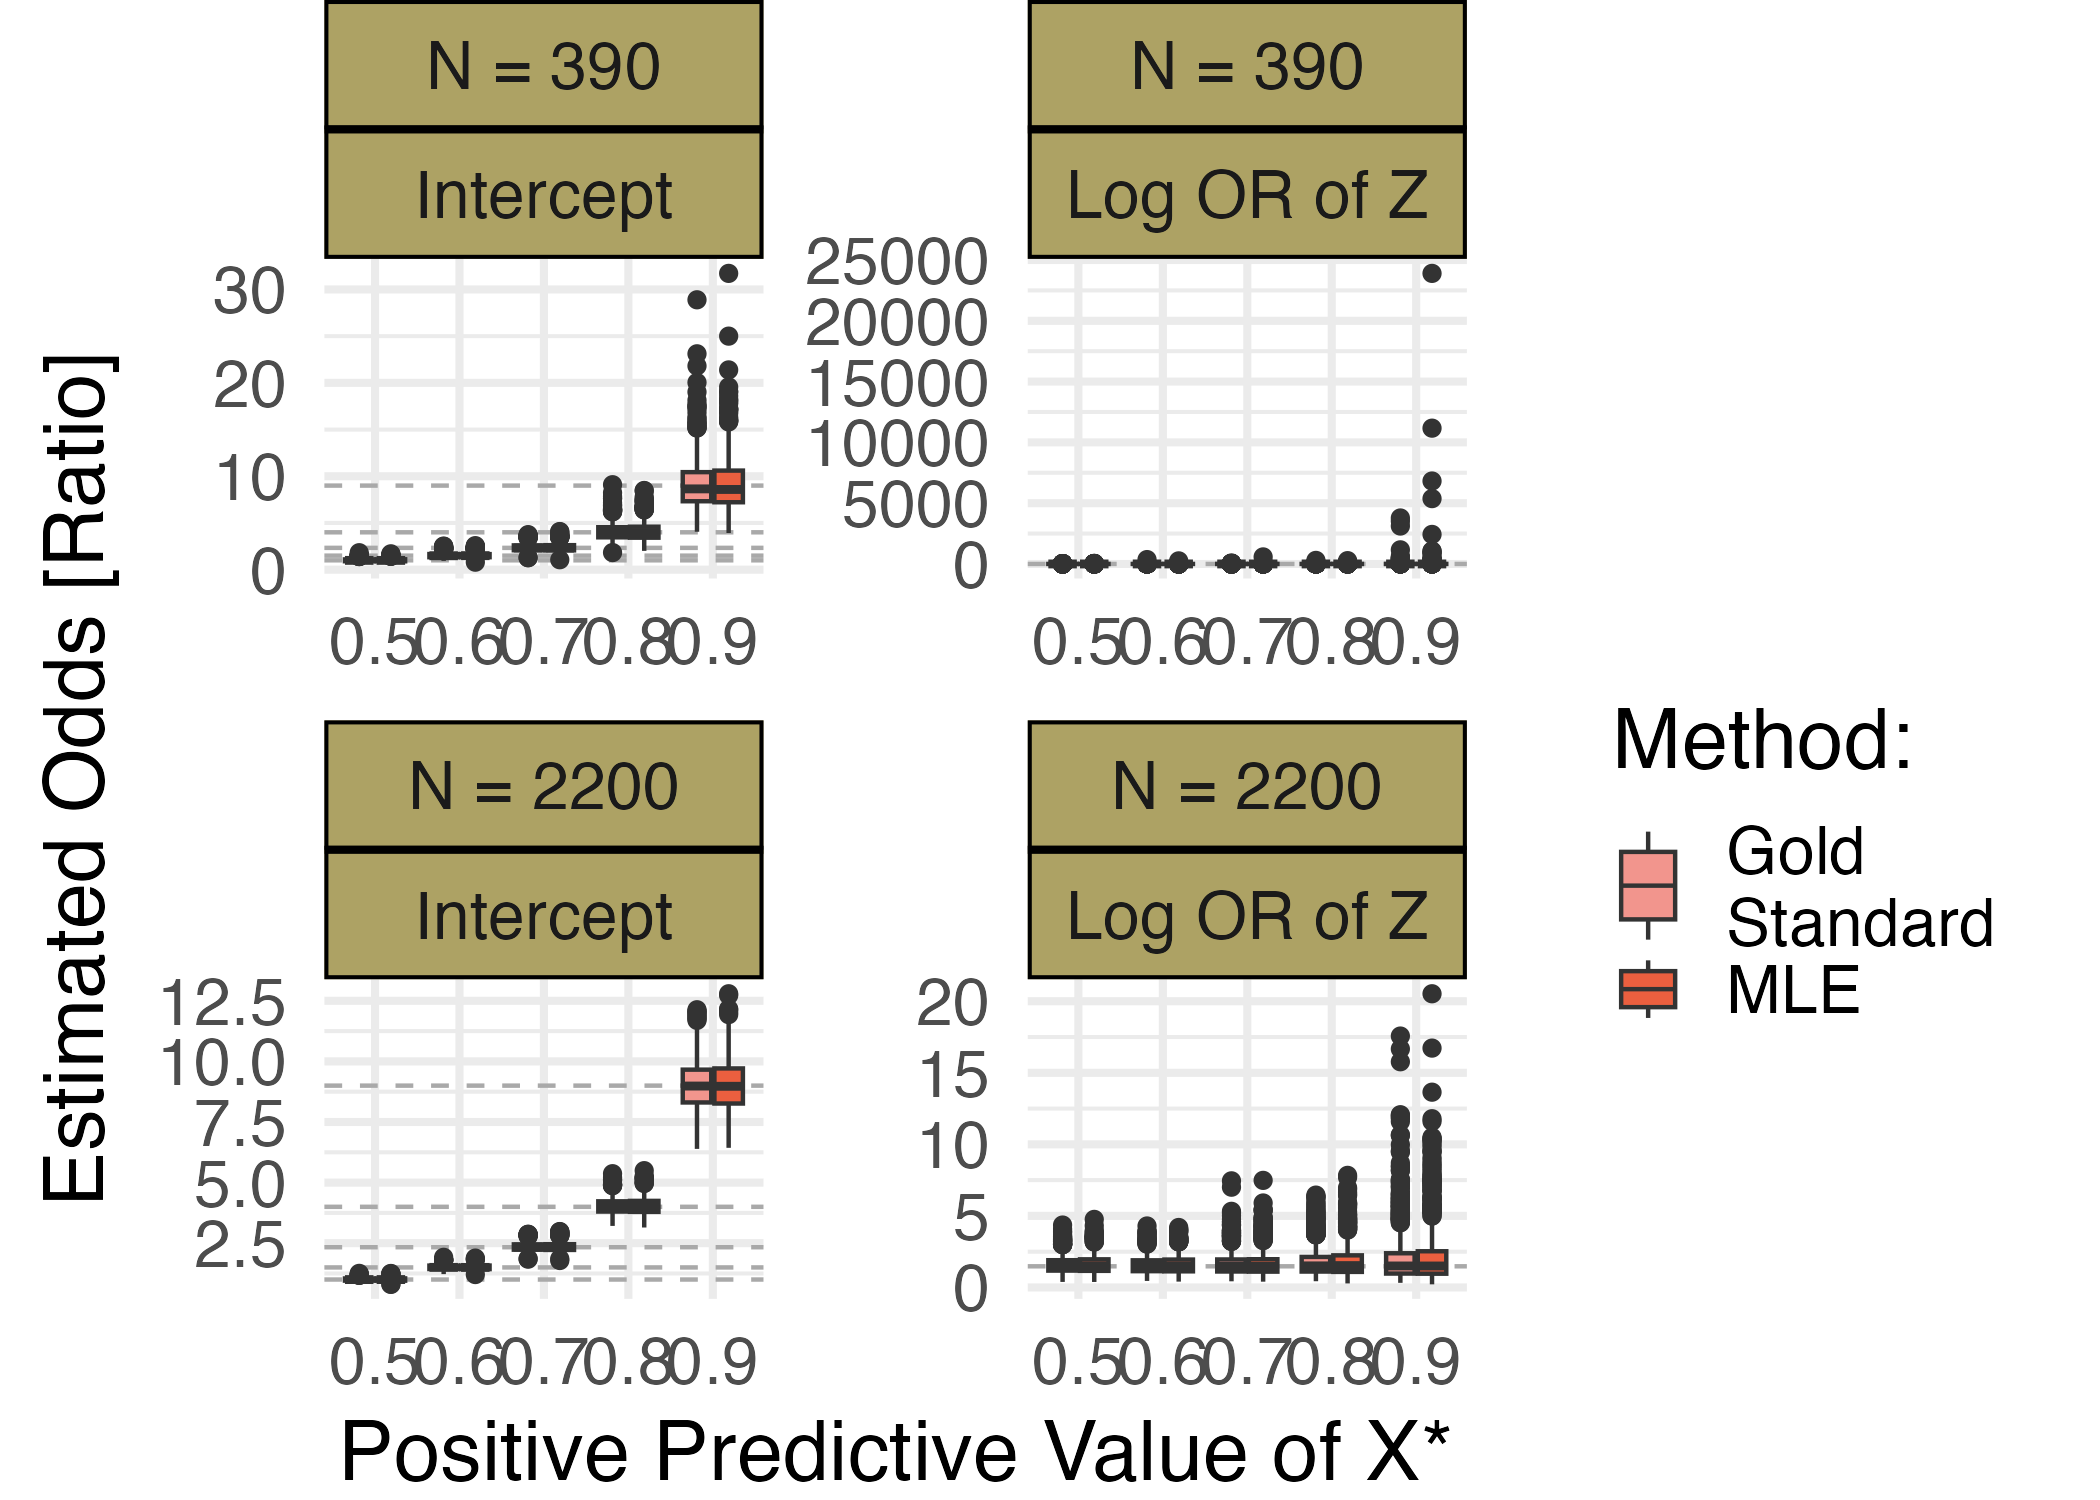 N = 390
Intercept
30
20
10
0
0.5 0.6 0.7 0.8 0.9
N = 390
Log OR of Z
25000
20000
15000
10000
5000
0
0.5 0.6 0.7 0.8 0.9
N = 2200
Intercept
12.5
10.0
7.5
5.0
2.5
0.5 0.6 0.7 0.8 0.9
N = 2200
Log OR of Z
20
15
10
5
0
0.5 0.6 0.7 0.8 0.9
Estimated Odds [Ratio]
Positive Predictive Value of X*
Method:
Gold
Standard
MLE